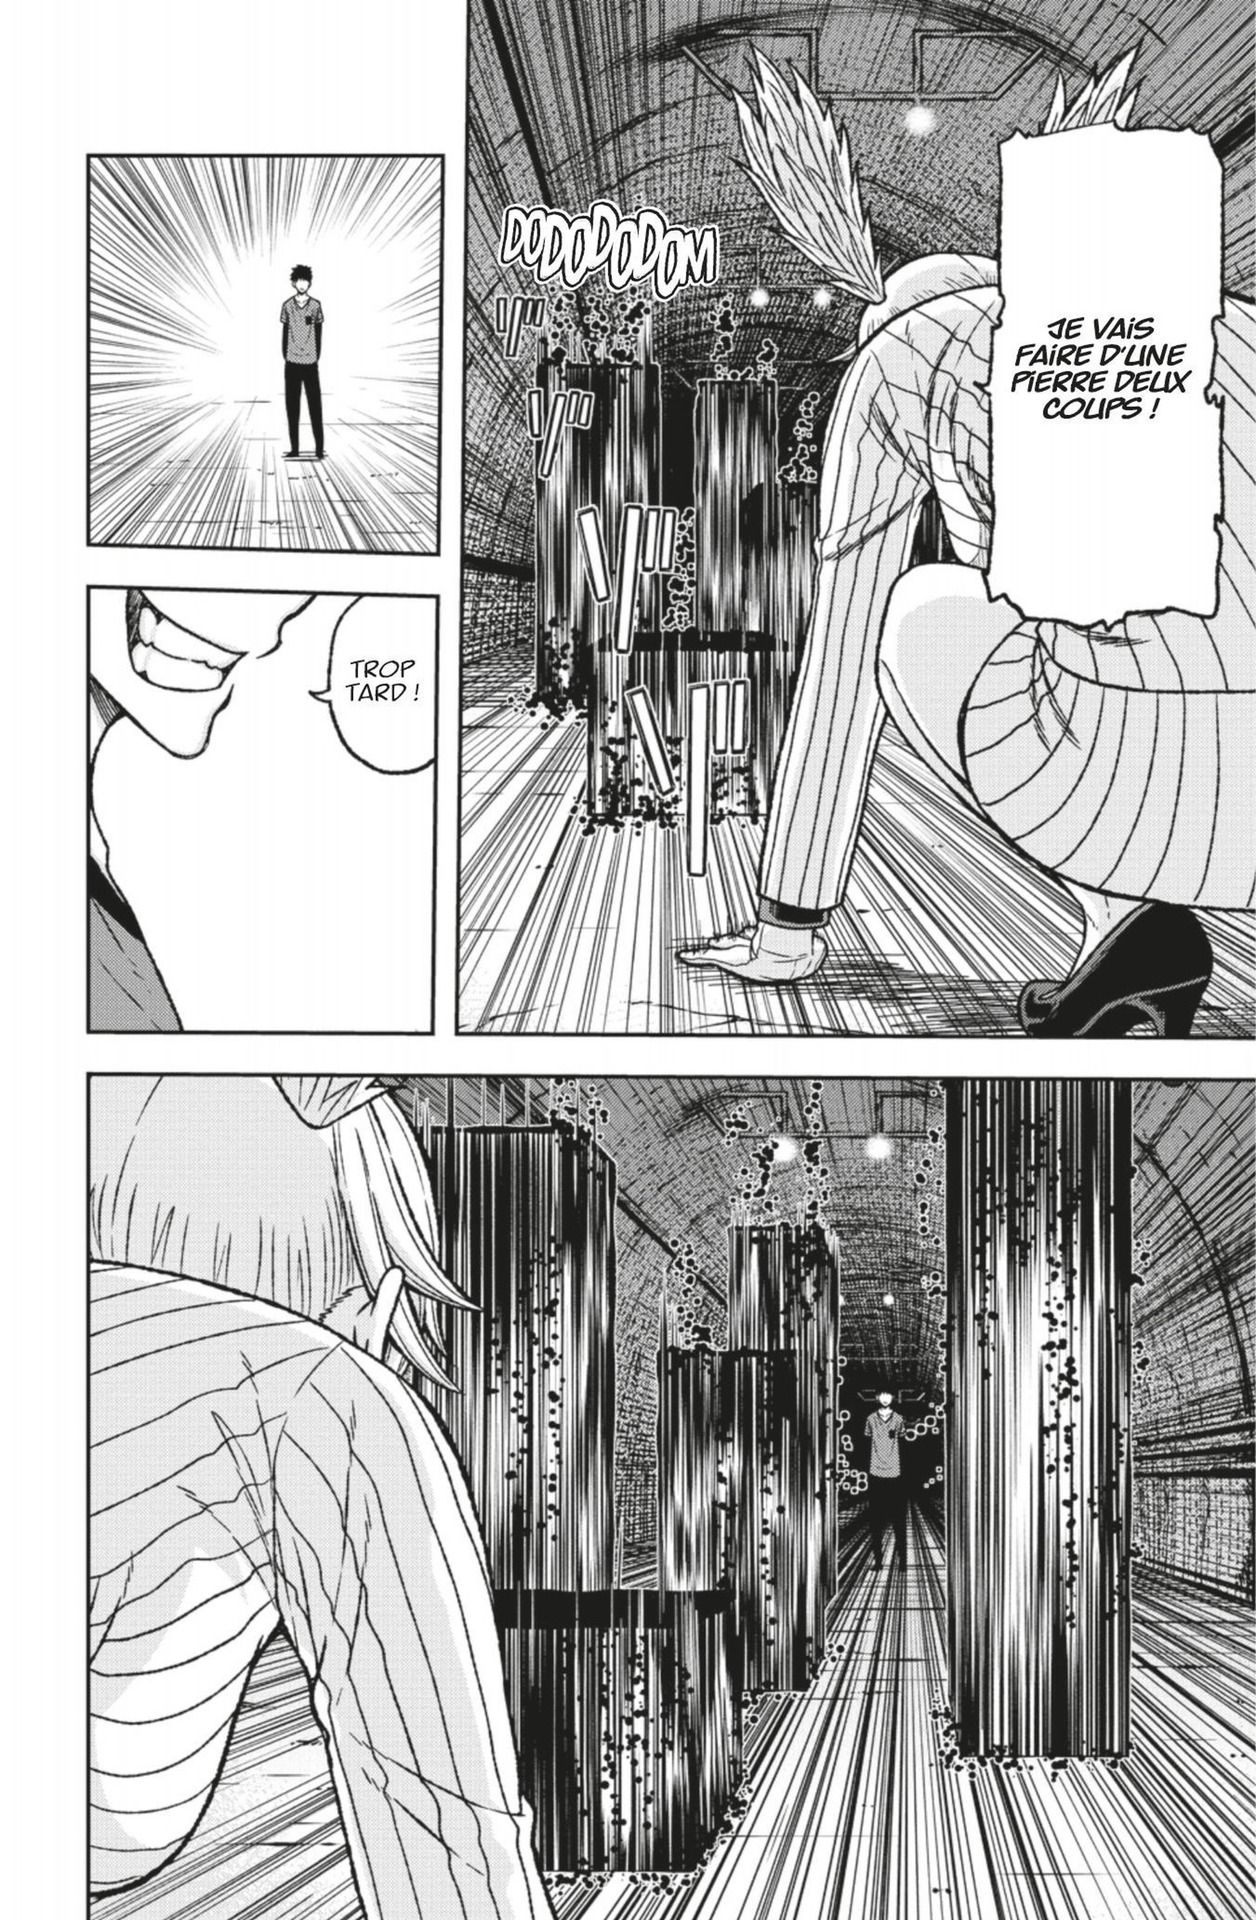 JE VAIS
FAIRE D'UNE
PIERRE DEUX
COUPS !
DODODODOM
TROP
TARD !